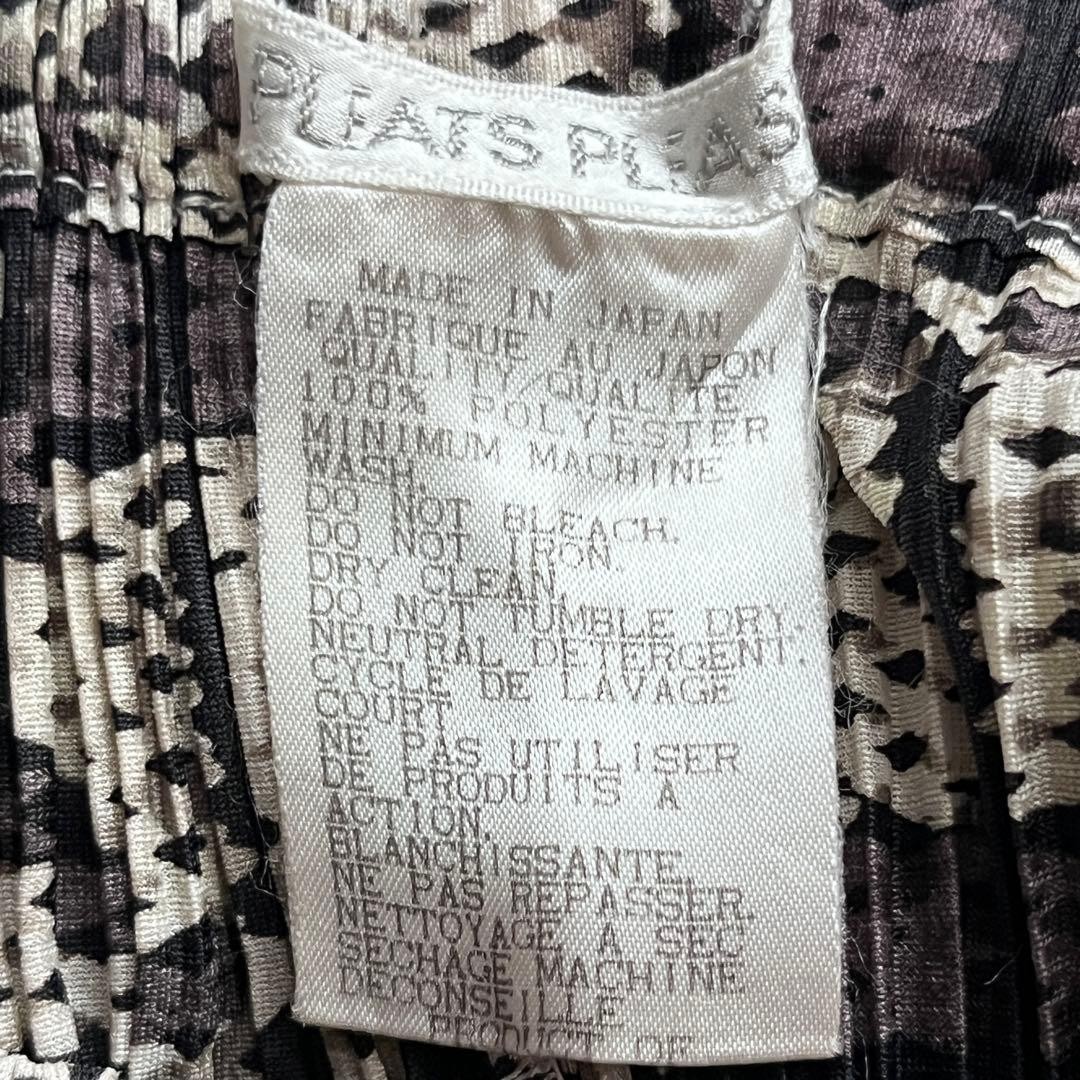 PLEATS PLEAS
MADE IN JAPAN
FABRIQUE AU JAPON
QUALITY/QUALITE
100% POLYESTER
MINIMUM MACHINE
WASH.
DO NOT BLEACH.
DO NOT IRON.
DRY CLEAN.
DO NOT TUMBLE DRY.
NEUTRAL DETERGENT.
CYCLE DE LAVAGE
COURT
NE PAS UTILISER
DE PRODUITS A
ACTION.
BLANCHISSANTE.
NE PAS REPASSER.
NETTOYAGE A SEC
SECHAGE MACHINE
DECONSEILLE
PRODUCT OF